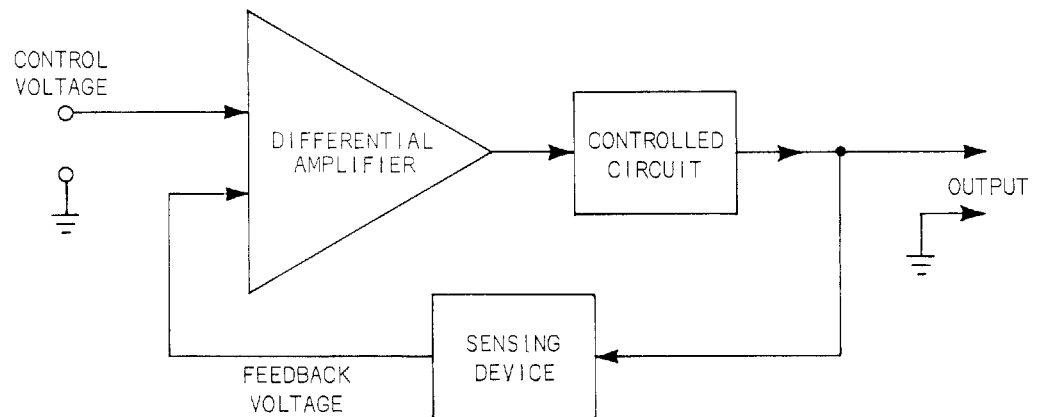 CONTROL
VOLTAGE
DIFFERENTIAL
AMPLIFIER
CONTROLLED
CIRCUIT
OUTPUT
SENSING
DEVICE
FEEDBACK
VOLTAGE